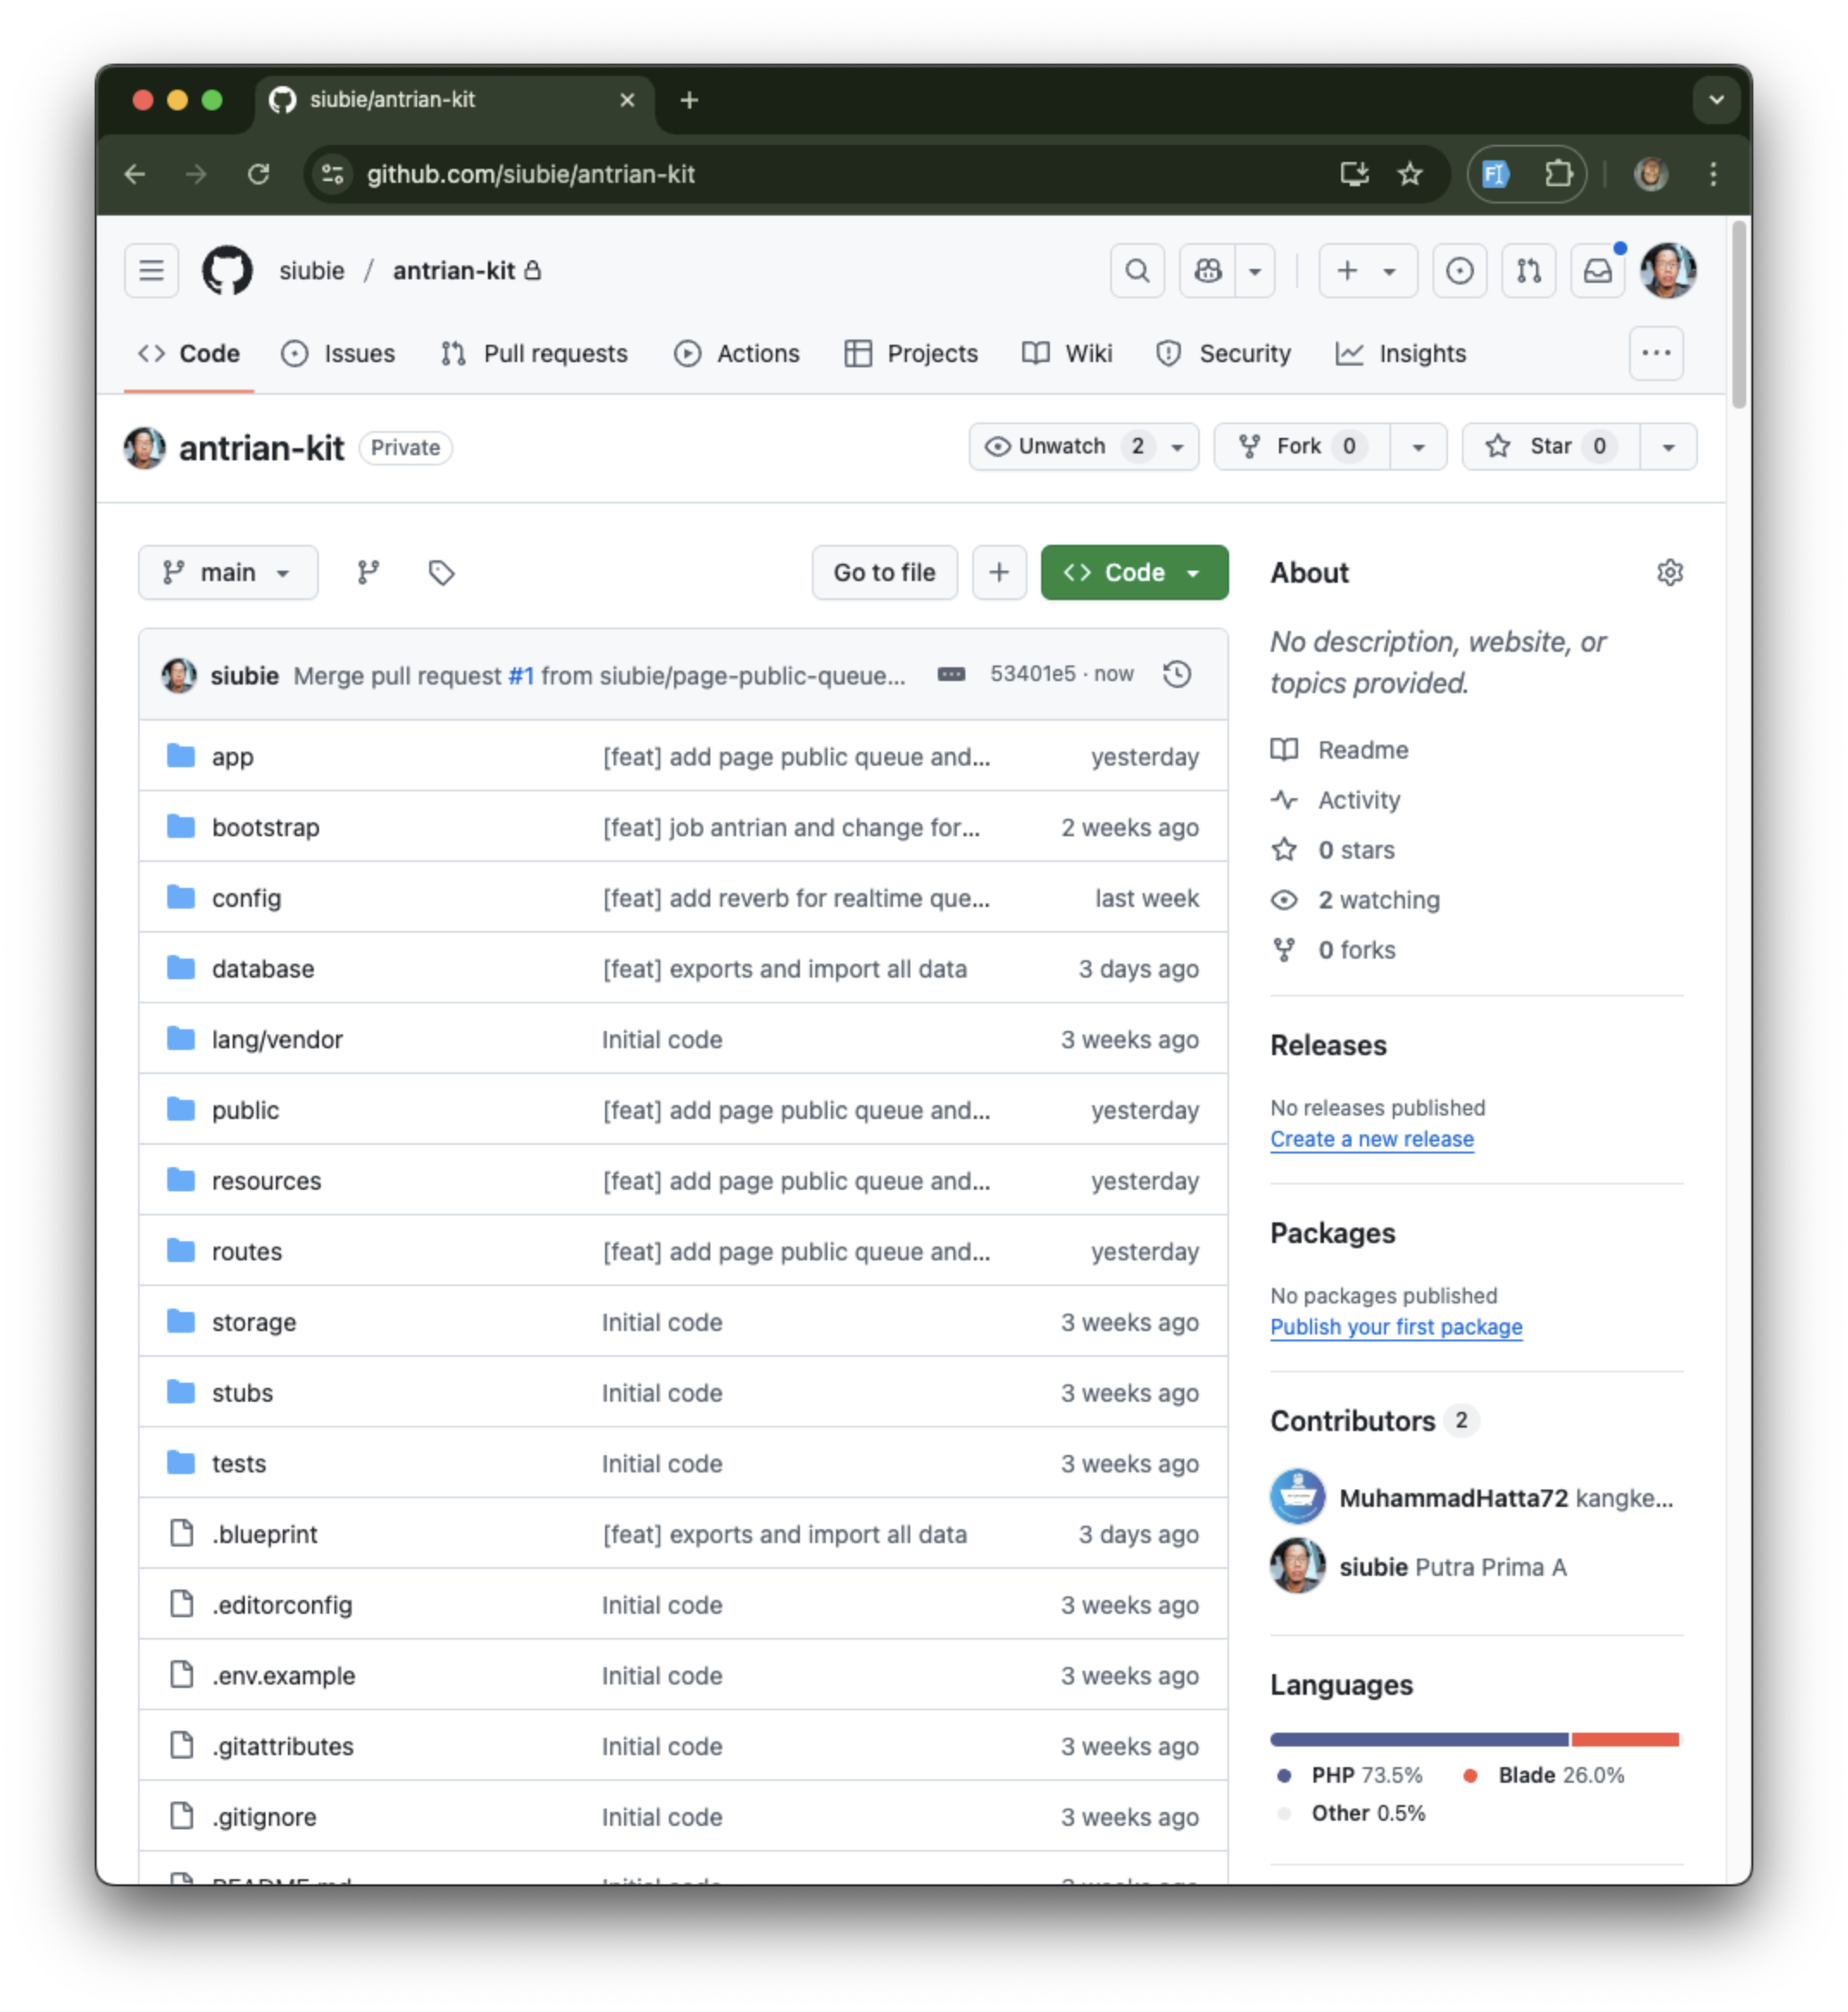 siubie/antrian-kit
github.com/siubie/antrian-kit
siubie / antrian-kit
Code Issues Pull requests Actions Projects Wiki Security Insights
antrian-kit Private Unwatch 2 Fork 0 Star 0
main Go to file Code
siubie Merge pull request #1 from siubie/page-public-queue... 53401e5 · now
app [feat] add page public queue and... yesterday
bootstrap [feat] job antrian and change for... 2 weeks ago
config [feat] add reverb for realtime que... last week
database [feat] exports and import all data 3 days ago
lang/vendor Initial code 3 weeks ago
public [feat] add page public queue and... yesterday
resources [feat] add page public queue and... yesterday
routes [feat] add page public queue and... yesterday
storage Initial code 3 weeks ago
stubs Initial code 3 weeks ago
tests Initial code 3 weeks ago
.blueprint [feat] exports and import all data 3 days ago
.editorconfig Initial code 3 weeks ago
.env.example Initial code 3 weeks ago
.gitattributes Initial code 3 weeks ago
.gitignore Initial code 3 weeks ago
README.md Initial code 3 weeks ago
About
No description, website, or
topics provided.
Readme
Activity
0 stars
2 watching
0 forks
Releases
No releases published
Create a new release
Packages
No packages published
Publish your first package
Contributors 2
MuhammadHatta72 kangke...
siubie Putra Prima A
Languages
PHP 73.5% Blade 26.0%
Other 0.5%